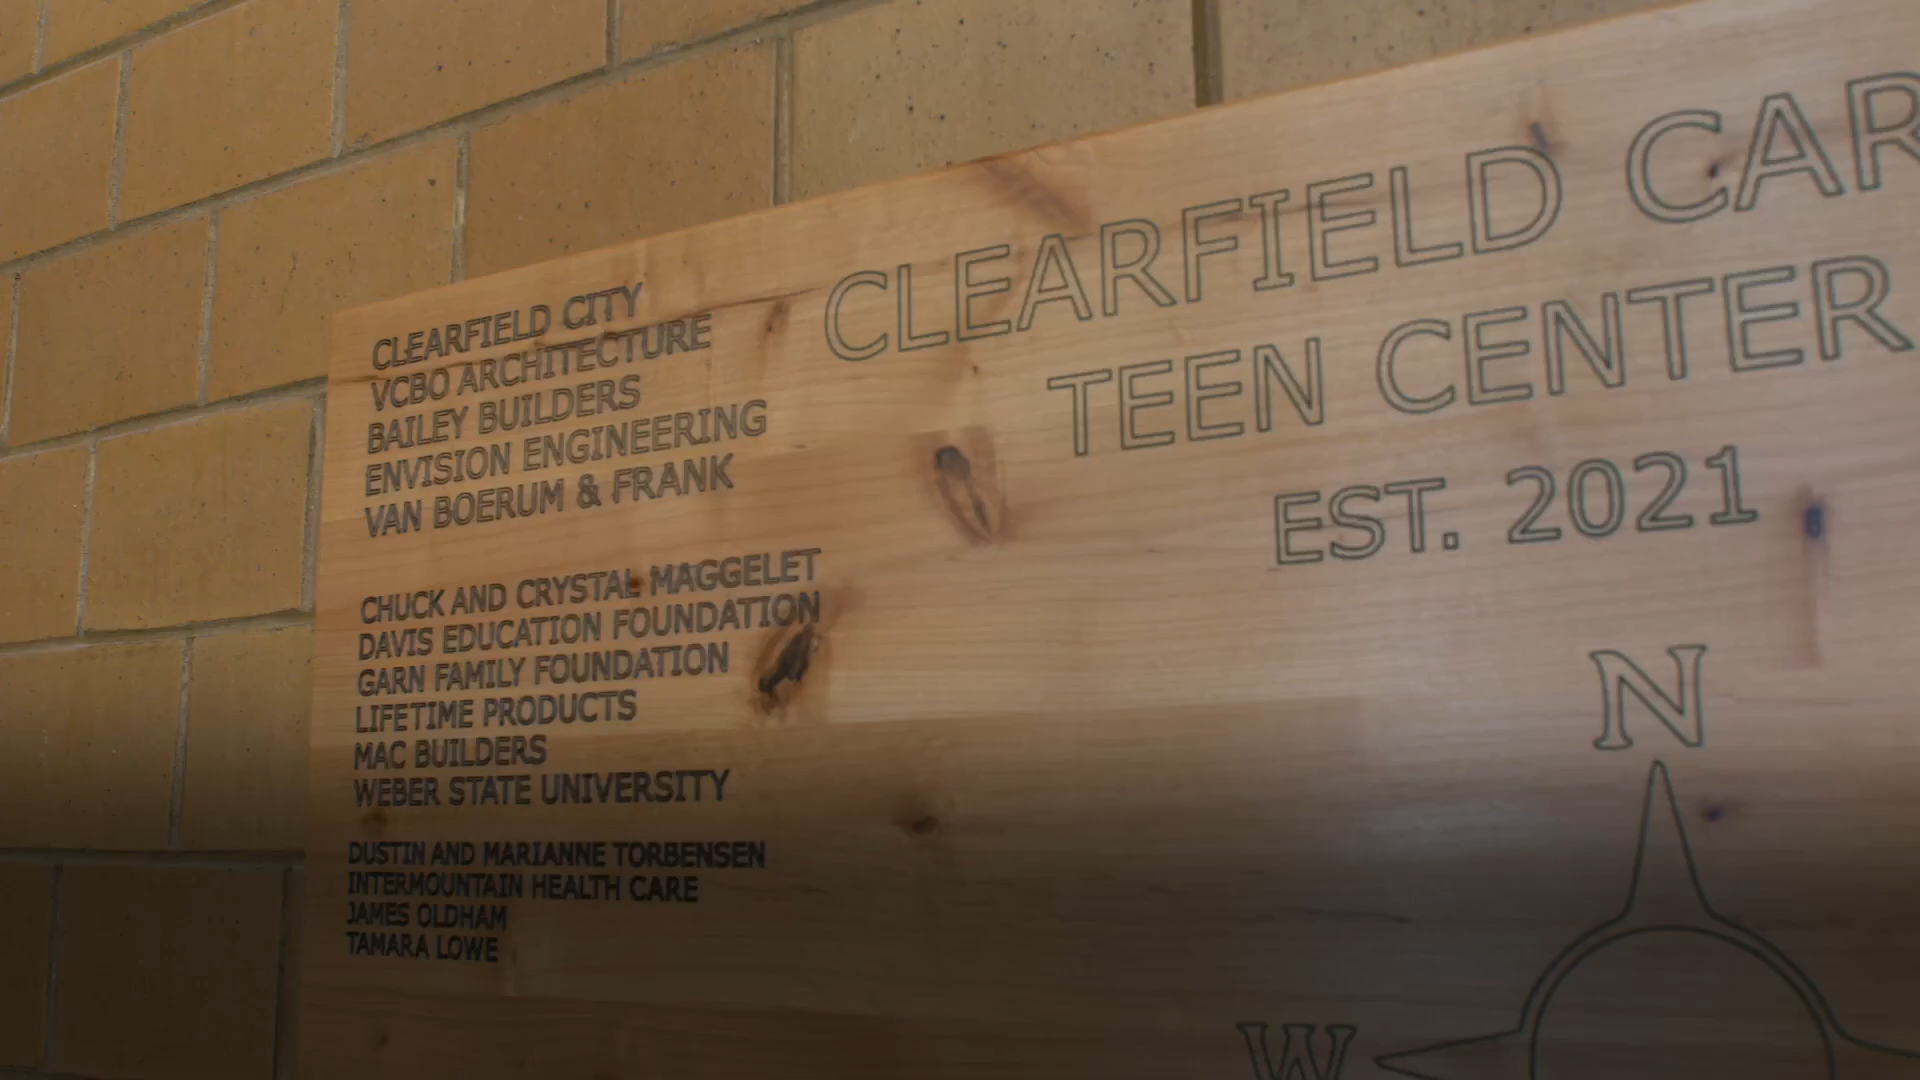 CLEARFIELD CITY
VCBO ARCHITECTURE
BAILEY BUILDERS
ENVISION ENGINEERING
VAN BOERUM & FRANK
CHUCK AND CRYSTAL MAGGELET
DAVIS EDUCATION FOUNDATION
GARN FAMILY FOUNDATION
LIFETIME PRODUCTS
MAC BUILDERS
WEBER STATE UNIVERSITY
DUSTIN AND MARIANNE TORBENSEN
INTERMOUNTAIN HEALTH CARE
JAMES OLDHAM
TAMARA LOWE
CLEARFIELD CAR
TEEN CENTER
EST. 2021
N
W